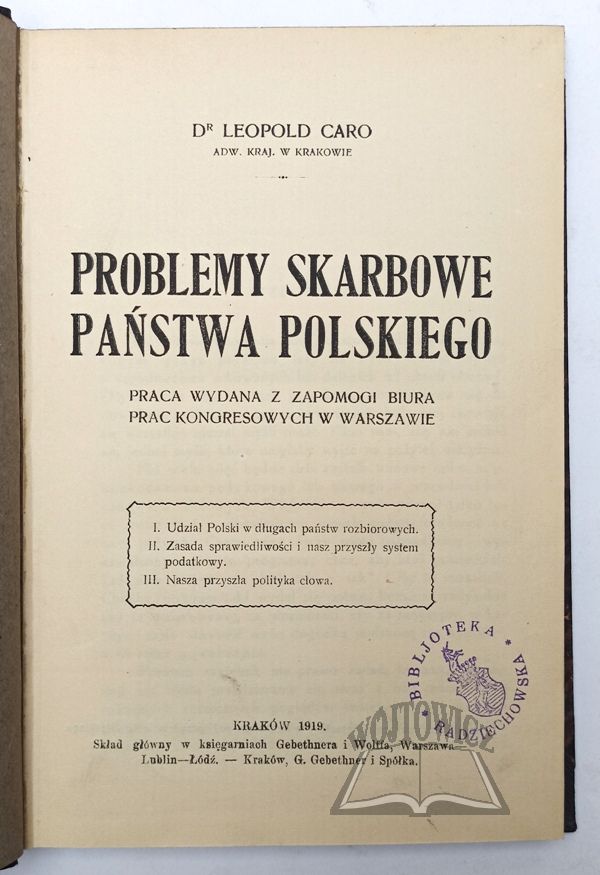 Dᴿ LEOPOLD CARO
ADW. KRAJ. W KRAKOWIE
PROBLEMY SKARBOWE
PAŃSTWA POLSKIEGO
PRACA WYDANA Z ZAPOMOGI BIURA
PRAC KONGRESOWYCH W WARSZAWIE
I. Udział Polski w długach państw rozbiorowych.
II. Zasada sprawiedliwości i nasz przyszły system
podatkowy.
III. Nasza przyszła polityka cłowa.
* BIBLJOTEKA *
RADZIECHOWSKA
KRAKÓW 1919.
Skład główny w księgarniach Gebethnera i Wolffa, Warszawa
Lublin—Łódź. — Kraków, G. Gebethner i Spółka.
WÓJTOWICZ